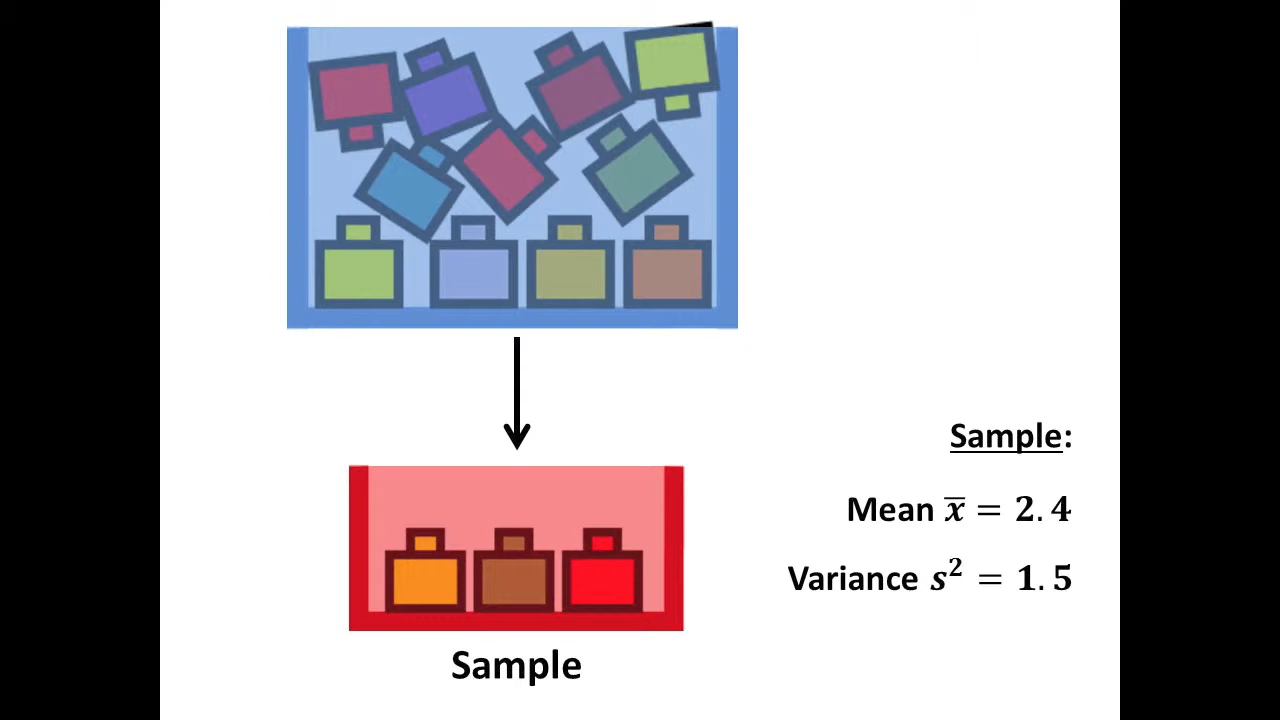 Sample:
Mean x̅ = 2.4
Variance s² = 1.5
Sample